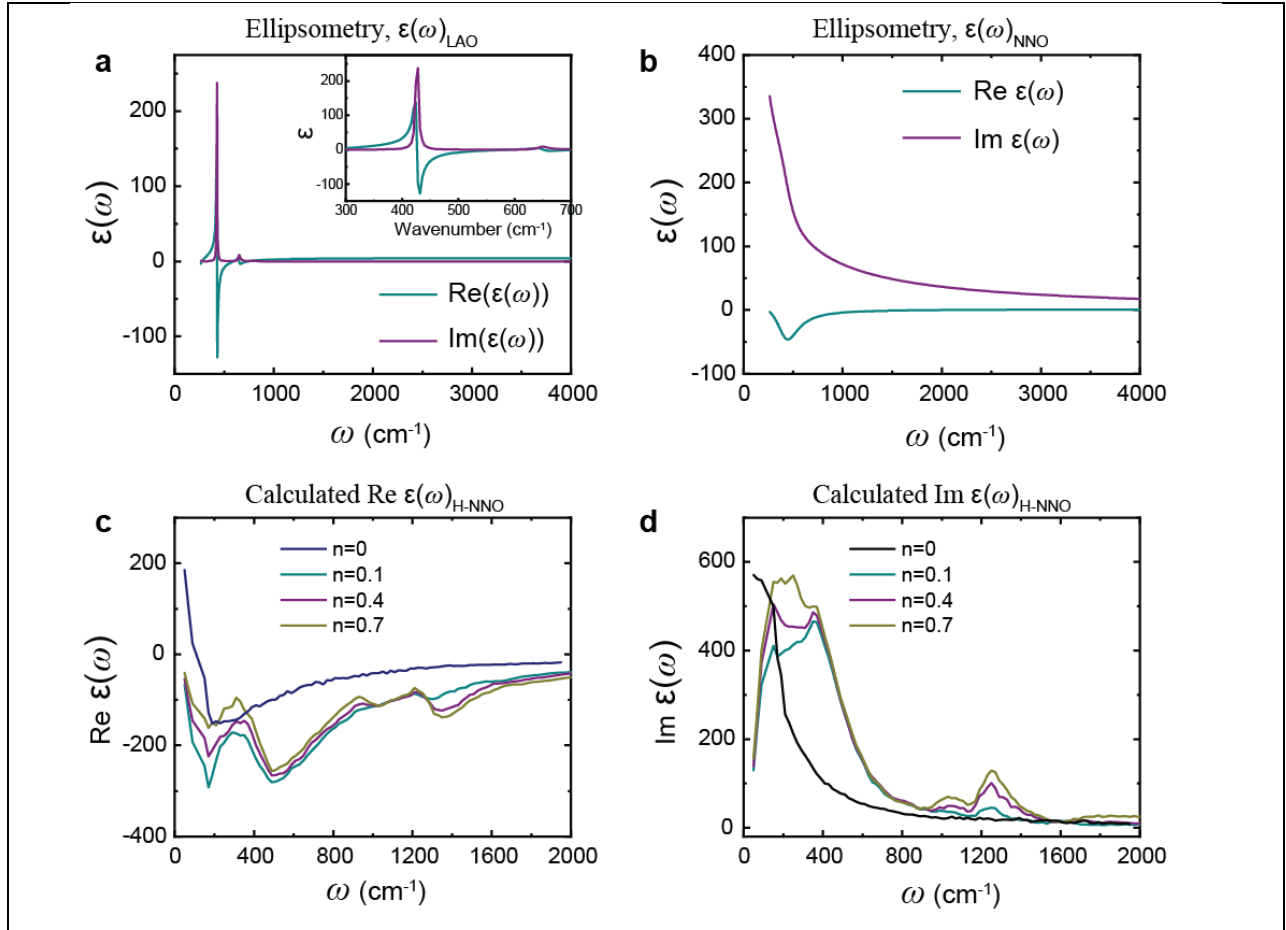 Ellipsometry, ε(ω)LAO
a
ε(ω)
200
100
0
-100
0
1000
2000
3000
4000
ω (cm-1)
ε
200
100
0
-100
300
400
500
600
700
Wavenumber (cm-1)
Re(ε(ω))
Im(ε(ω))
Ellipsometry, ε(ω)NNO
b
ε(ω)
400
300
200
100
0
-100
0
1000
2000
3000
4000
ω (cm-1)
Re ε(ω)
Im ε(ω)
Calculated Re ε(ω)H-NNO
c
Re ε(ω)
200
0
-200
-400
0
400
800
1200
1600
2000
ω (cm-1)
n=0
n=0.1
n=0.4
n=0.7
Calculated Im ε(ω)H-NNO
d
Im ε(ω)
600
400
200
0
0
400
800
1200
1600
2000
ω (cm-1)
n=0
n=0.1
n=0.4
n=0.7